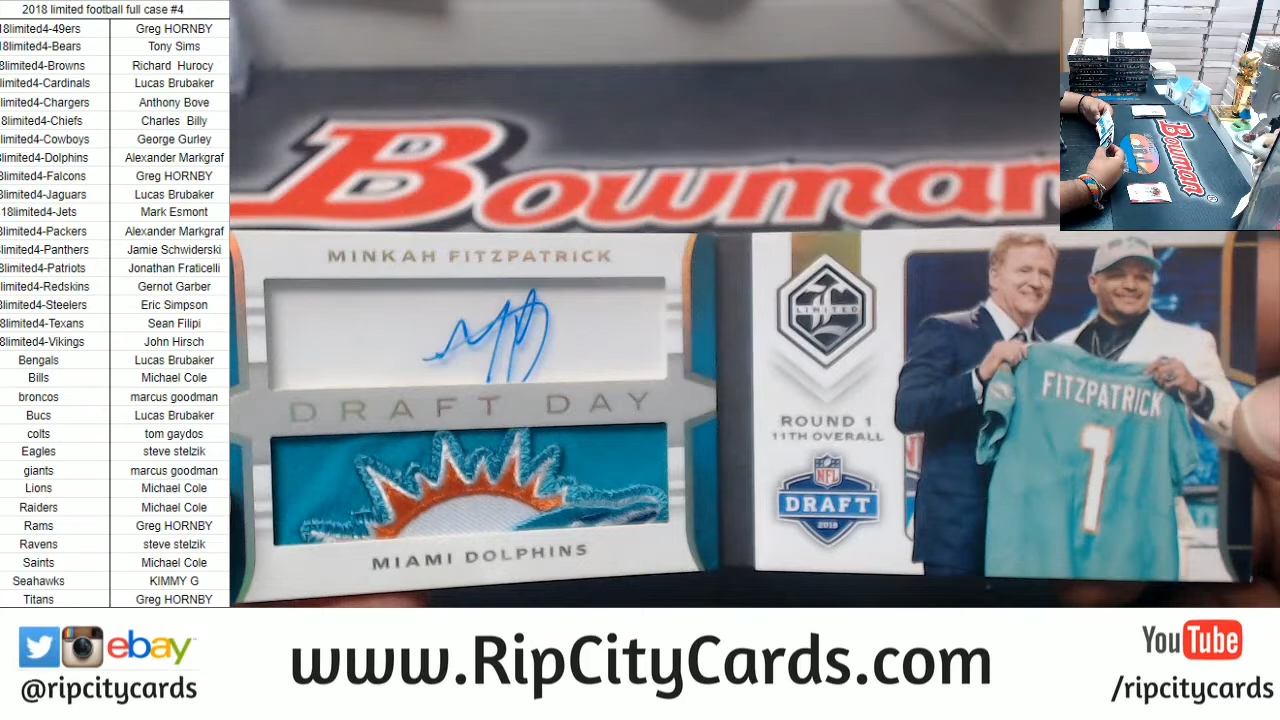 2018 limited football full case #4
18limited4-49ers Greg HORNBY
18limited4-Bears Tony Sims
8limited4-Browns Richard Hurocy
limited4-Cardinals Lucas Brubaker
limited4-Chargers Anthony Bove
8limited4-Chiefs Charles Billy
limited4-Cowboys George Gurley
limited4-Dolphins Alexander Markgraf
8limited4-Falcons Greg HORNBY
8limited4-Jaguars Lucas Brubaker
18limited4-Jets Mark Esmont
8limited4-Packers Alexander Markgraf
limited4-Panthers Jamie Schwiderski
8limited4-Patriots Jonathan Fraticelli
limited4-Redskins Gernot Garber
8limited4-Steelers Eric Simpson
8limited4-Texans Sean Filipi
8limited4-Vikings John Hirsch
Bengals Lucas Brubaker
Bills Michael Cole
broncos marcus goodman
Bucs Lucas Brubaker
colts tom gaydos
Eagles steve stelzik
giants marcus goodman
Lions Michael Cole
Raiders Michael Cole
Rams Greg HORNBY
Ravens steve stelzik
Saints Michael Cole
Seahawks KIMMY G
Titans Greg HORNBY
Bowman
Bowman
MINKAH FITZPATRICK
DRAFT DAY
MIAMI DOLPHINS
LIMITED
ROUND 1
11TH OVERALL
NFL
DRAFT
2018
FITZPATRICK
1
ebay
@ripcitycards
www.RipCityCards.com
YouTube
/ripcitycards